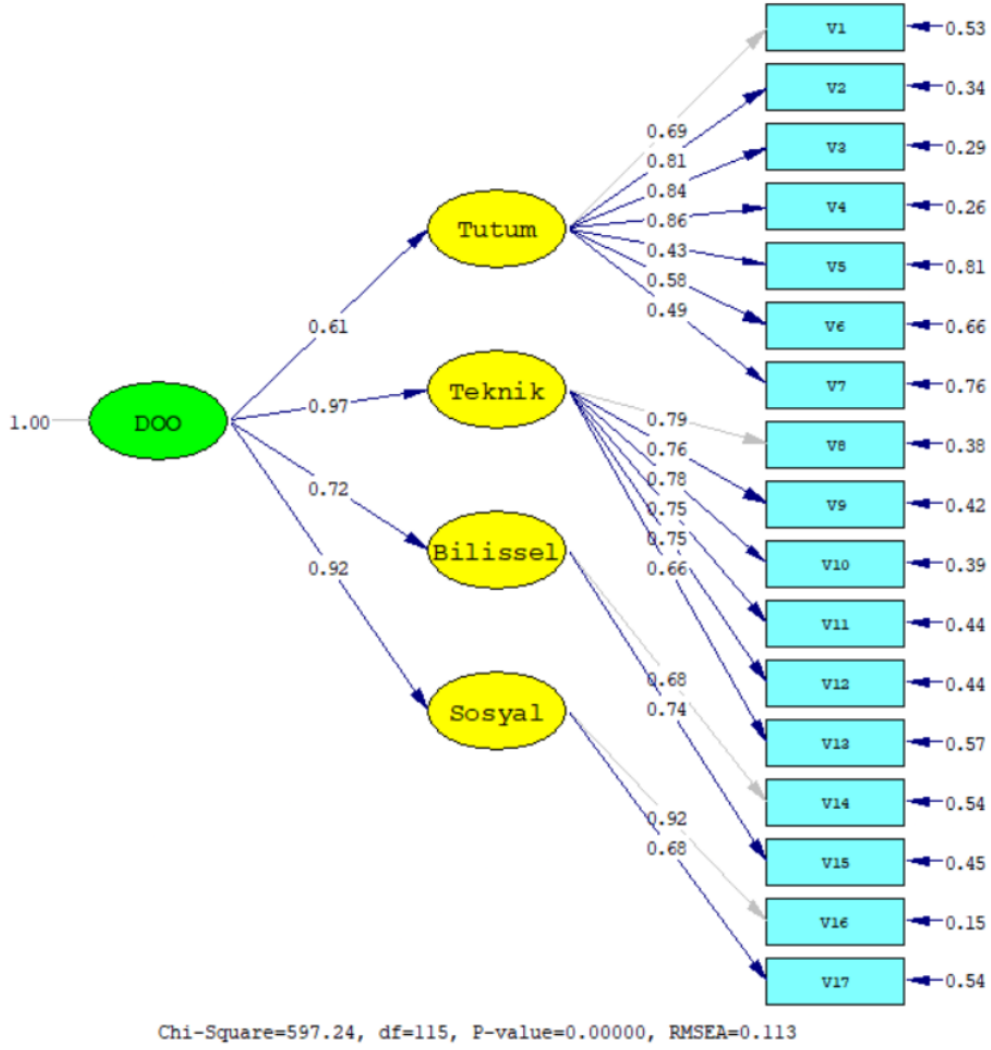 V1 0.53
V2 0.34
0.69
0.81
V3 0.29
0.84
V4 0.26
0.86
Tutum
0.43
V5 0.81
0.58
0.49
V6 0.66
0.61
V7 0.76
Teknik
0.97
0.79
1.00
DOO
V8 0.38
0.76
0.78
0.72
V9 0.42
0.75
0.75
Bilissel
V10 0.39
0.92
0.66
V11 0.44
0.68
V12 0.44
0.74
Sosyal
V13 0.57
V14 0.54
0.92
0.68
V15 0.45
V16 0.15
V17 0.54
Chi-Square=597.24, df=115, P-value=0.00000, RMSEA=0.113